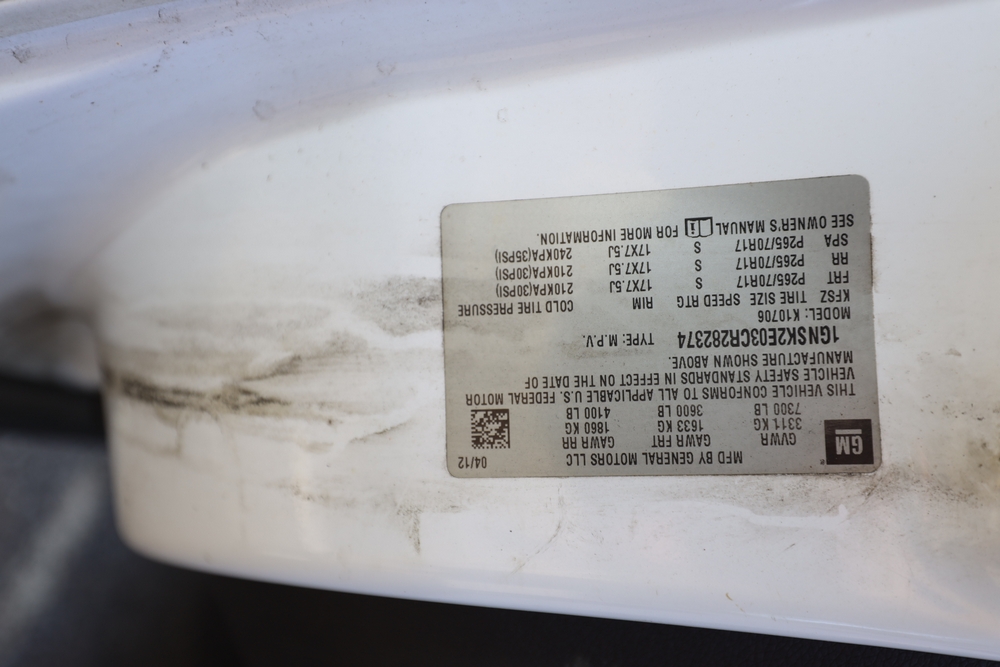 GM
MFD BY GENERAL MOTORS LLC 04/12
GVWR GAWR FRT GAWR RR
3311 KG 1633 KG 1860 KG
7300 LB 3600 LB 4100 LB
THIS VEHICLE CONFORMS TO ALL APPLICABLE U.S. FEDERAL MOTOR
VEHICLE SAFETY STANDARDS IN EFFECT ON THE DATE OF
MANUFACTURE SHOWN ABOVE.
1GNSK2E03CR282374 TYPE: M.P.V.
MODEL: K10706
KFSZ TIRE SIZE SPEED RTG RIM COLD TIRE PRESSURE
FRT P265/70R17 S 17X7.5J 210KPA(30PSI)
RR P265/70R17 S 17X7.5J 210KPA(30PSI)
SPA P265/70R17 S 17X7.5J 240KPA(35PSI)
SEE OWNER'S MANUAL FOR MORE INFORMATION.